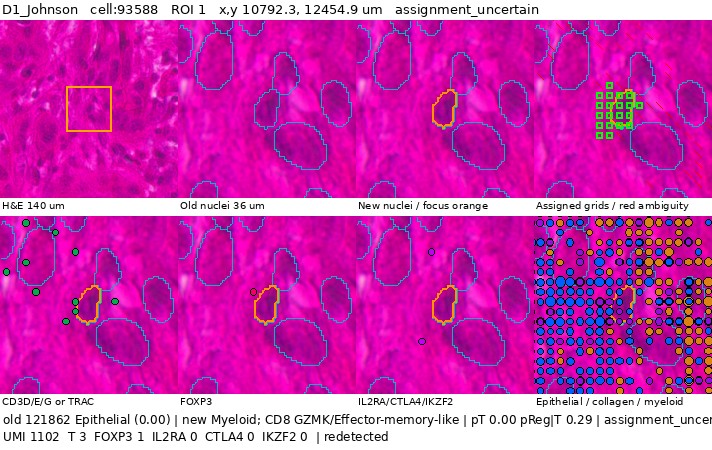 D1_Johnson cell:93588 ROI 1 x,y 10792.3, 12454.9 um assignment_uncertain
H&E 140 um
Old nuclei 36 um
New nuclei / focus orange
Assigned grids / red ambiguity
CD3D/E/G or TRAC
FOXP3
IL2RA/CTLA4/IKZF2
Epithelial / collagen / myeloid
old 121862 Epithelial (0.00) | new Myeloid; CD8 GZMK/Effector-memory-like | pT 0.00 pReg|T 0.29 | assignment_uncer
UMI 1102 T 3 FOXP3 1 IL2RA 0 CTLA4 0 IKZF2 0 | redetected